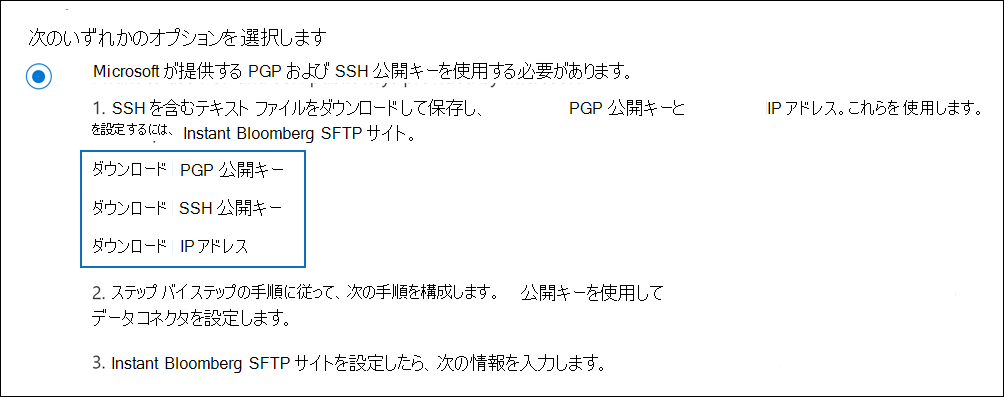 次のいずれかのオプションを選択します
Microsoft が提供する PGP および SSH 公開キーを使用する必要があります。
1. SSH を含むテキスト ファイルをダウンロードして保存し、 PGP 公開キーと IP アドレス。これらを使用します。
を設定するには、 Instant Bloomberg SFTP サイト。
ダウンロード PGP 公開キー
ダウンロード SSH 公開キー
ダウンロード IP アドレス
2. ステップ バイ ステップの手順に従って、次の手順を構成します。 公開キーを使用して
データコネクタを設定します。
3. Instant Bloomberg SFTP サイトを設定したら、次の情報を入力します。